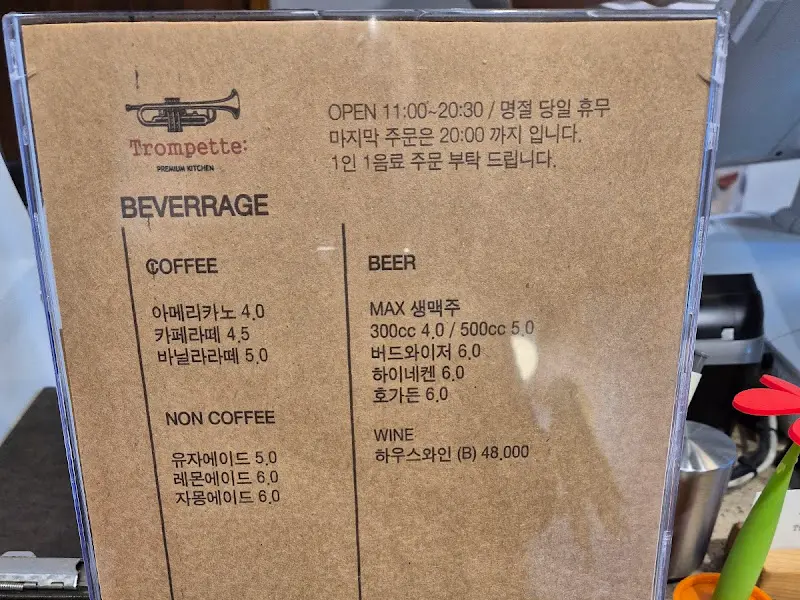 Trompette:
PREMIUM KITCHEN
OPEN 11:00~20:30 / 명절 당일 휴무
마지막 주문은 20:00 까지 입니다.
1인 1음료 주문 부탁 드립니다.
BEVERRAGE
COFFEE
아메리카노 4.0
카페라떼 4.5
바닐라라떼 5.0
NON COFFEE
유자에이드 5.0
레몬에이드 6.0
자몽에이드 6.0
BEER
MAX 생맥주
300cc 4.0 / 500cc 5.0
버드와이저 6.0
하이네켄 6.0
호가든 6.0
WINE
하우스와인 (B) 48.000